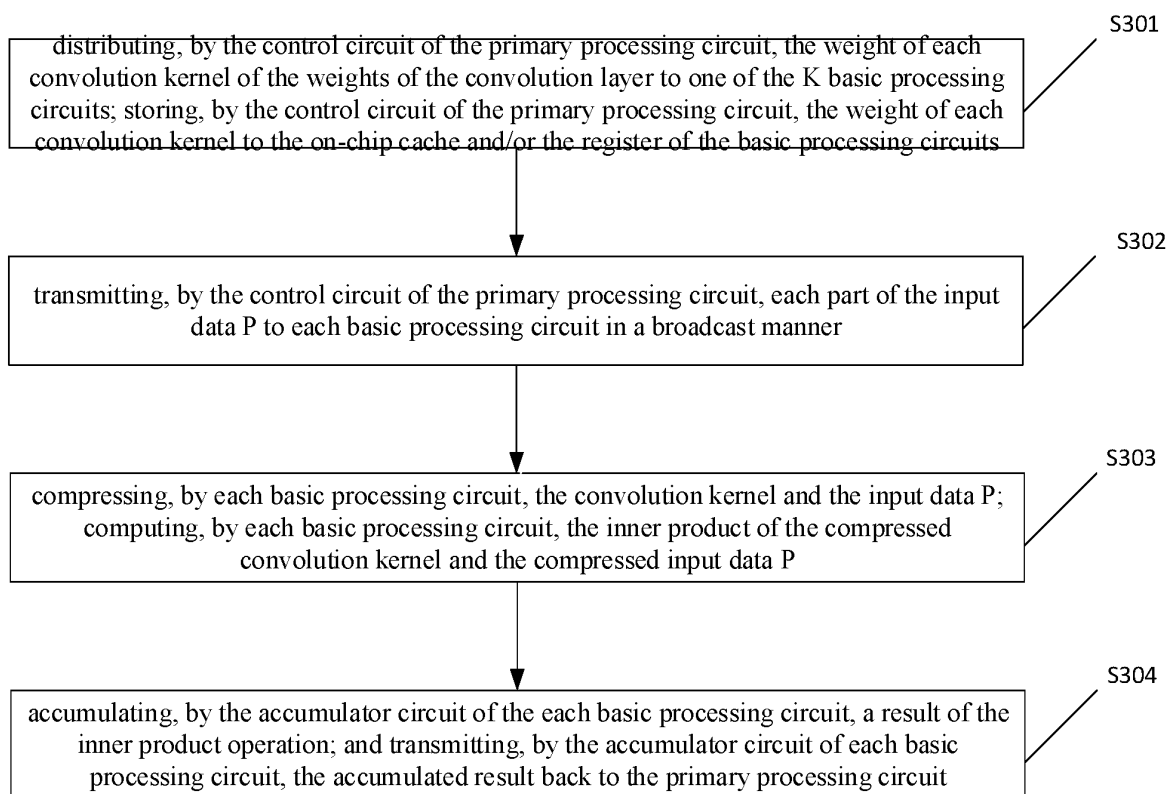 S301
distributing, by the control circuit of the primary processing circuit, the weight of each
convolution kernel of the weights of the convolution layer to one of the K basic processing
circuits; storing, by the control circuit of the primary processing circuit, the weight of each
convolution kernel to the on-chip cache and/or the register of the basic processing circuits
S302
transmitting, by the control circuit of the primary processing circuit, each part of the input
data P to each basic processing circuit in a broadcast manner
S303
compressing, by each basic processing circuit, the convolution kernel and the input data P;
computing, by each basic processing circuit, the inner product of the compressed
convolution kernel and the compressed input data P
S304
accumulating, by the accumulator circuit of the each basic processing circuit, a result of the
inner product operation; and transmitting, by the accumulator circuit of each basic
processing circuit, the accumulated result back to the primary processing circuit